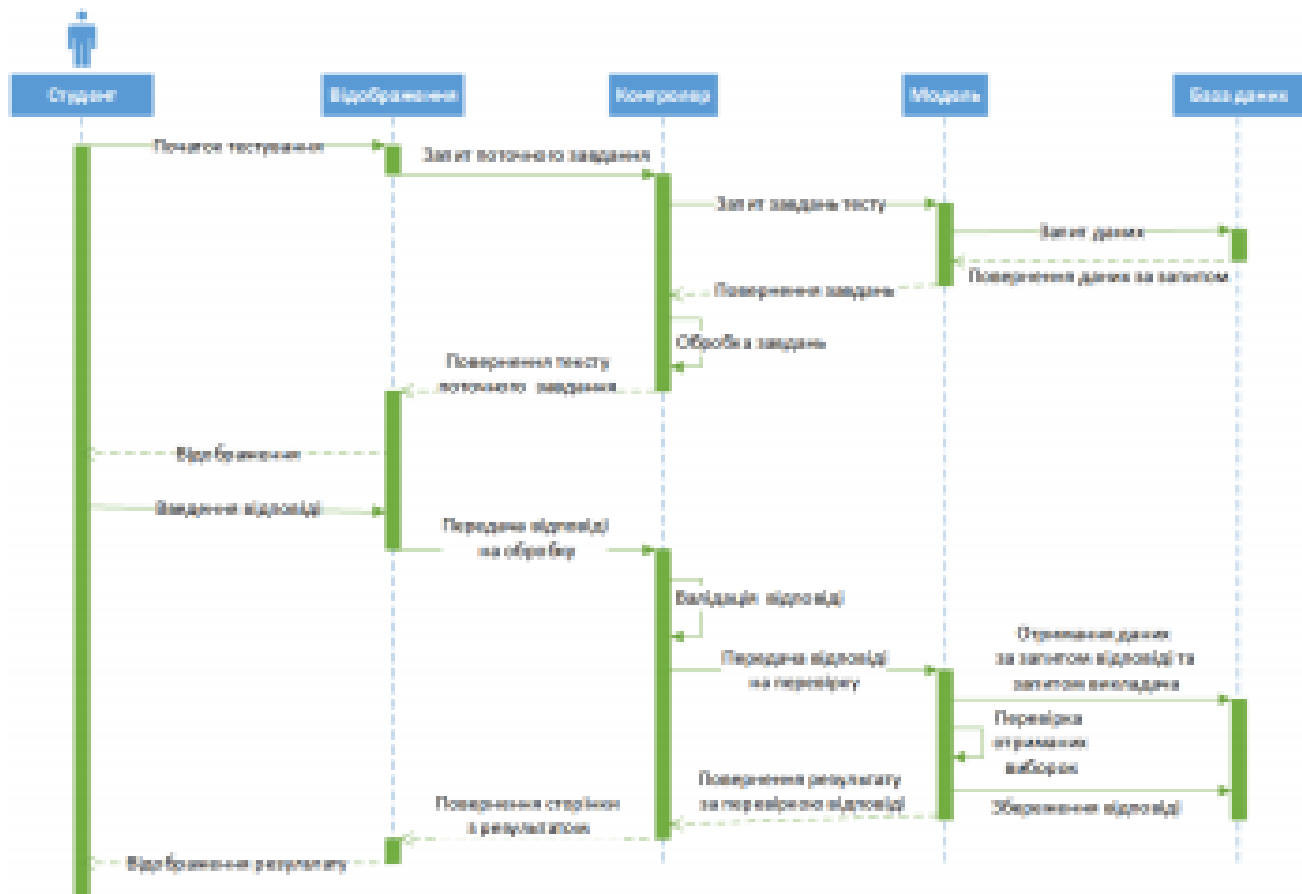 Студент
Відображення
Контролер
Модель
База даних
Початок тестування
Запит поточного завдання
Запит завдань тесту
Запит даних
Повернення даних за запитом
Повернення завдань
Обробка завдань
Повернення тексту
поточного завдання
Відображення
Введення відповіді
Передача відповіді
на обробку
Валідація відповіді
Передача відповіді
на перевірку
Отримання даних
за запитом відповіді та
запитом викладача
Перевірка
отриманих
виборок
Повернення результату
за перевіркою відповіді
Збереження відповіді
Повернення сторінки
з результатом
Відображення результату